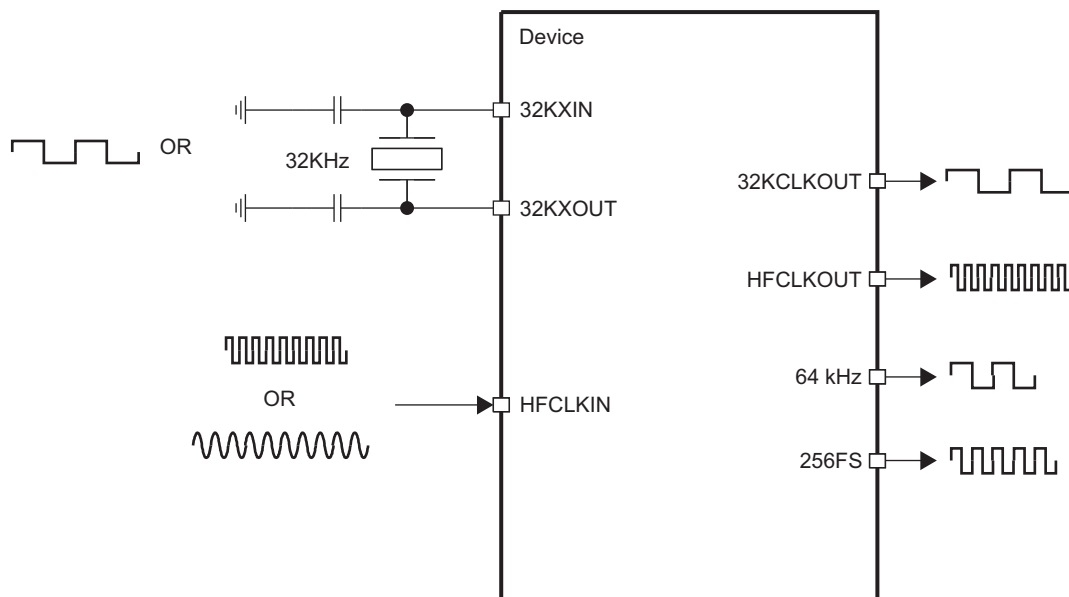 Device
32KXIN
OR
32KHz
32KCLKOUT
32KXOUT
HFCLKOUT
64 kHz
OR
HFCLKIN
256FS